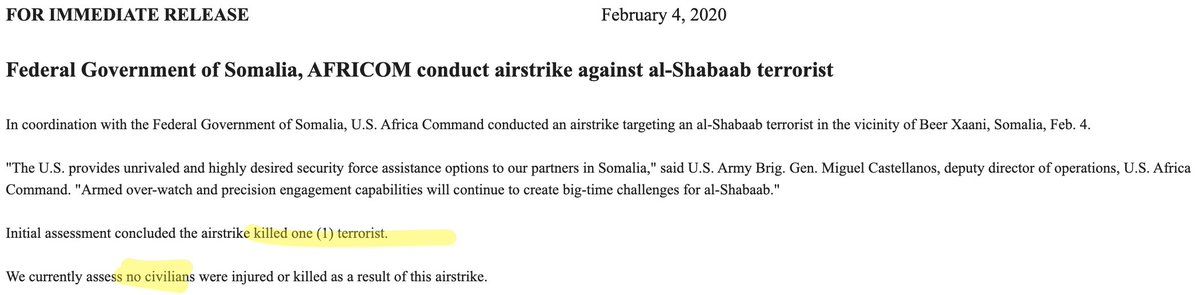 FOR IMMEDIATE RELEASE February 4, 2020
Federal Government of Somalia, AFRICOM conduct airstrike against al-Shabaab terrorist
In coordination with the Federal Government of Somalia, U.S. Africa Command conducted an airstrike targeting an al-Shabaab terrorist in the vicinity of Beer Xaani, Somalia, Feb. 4.
"The U.S. provides unrivaled and highly desired security force assistance options to our partners in Somalia," said U.S. Army Brig. Gen. Miguel Castellanos, deputy director of operations, U.S. Africa
Command. "Armed over-watch and precision engagement capabilities will continue to create big-time challenges for al-Shabaab."
Initial assessment concluded the airstrike killed one (1) terrorist.
We currently assess no civilians were injured or killed as a result of this airstrike.